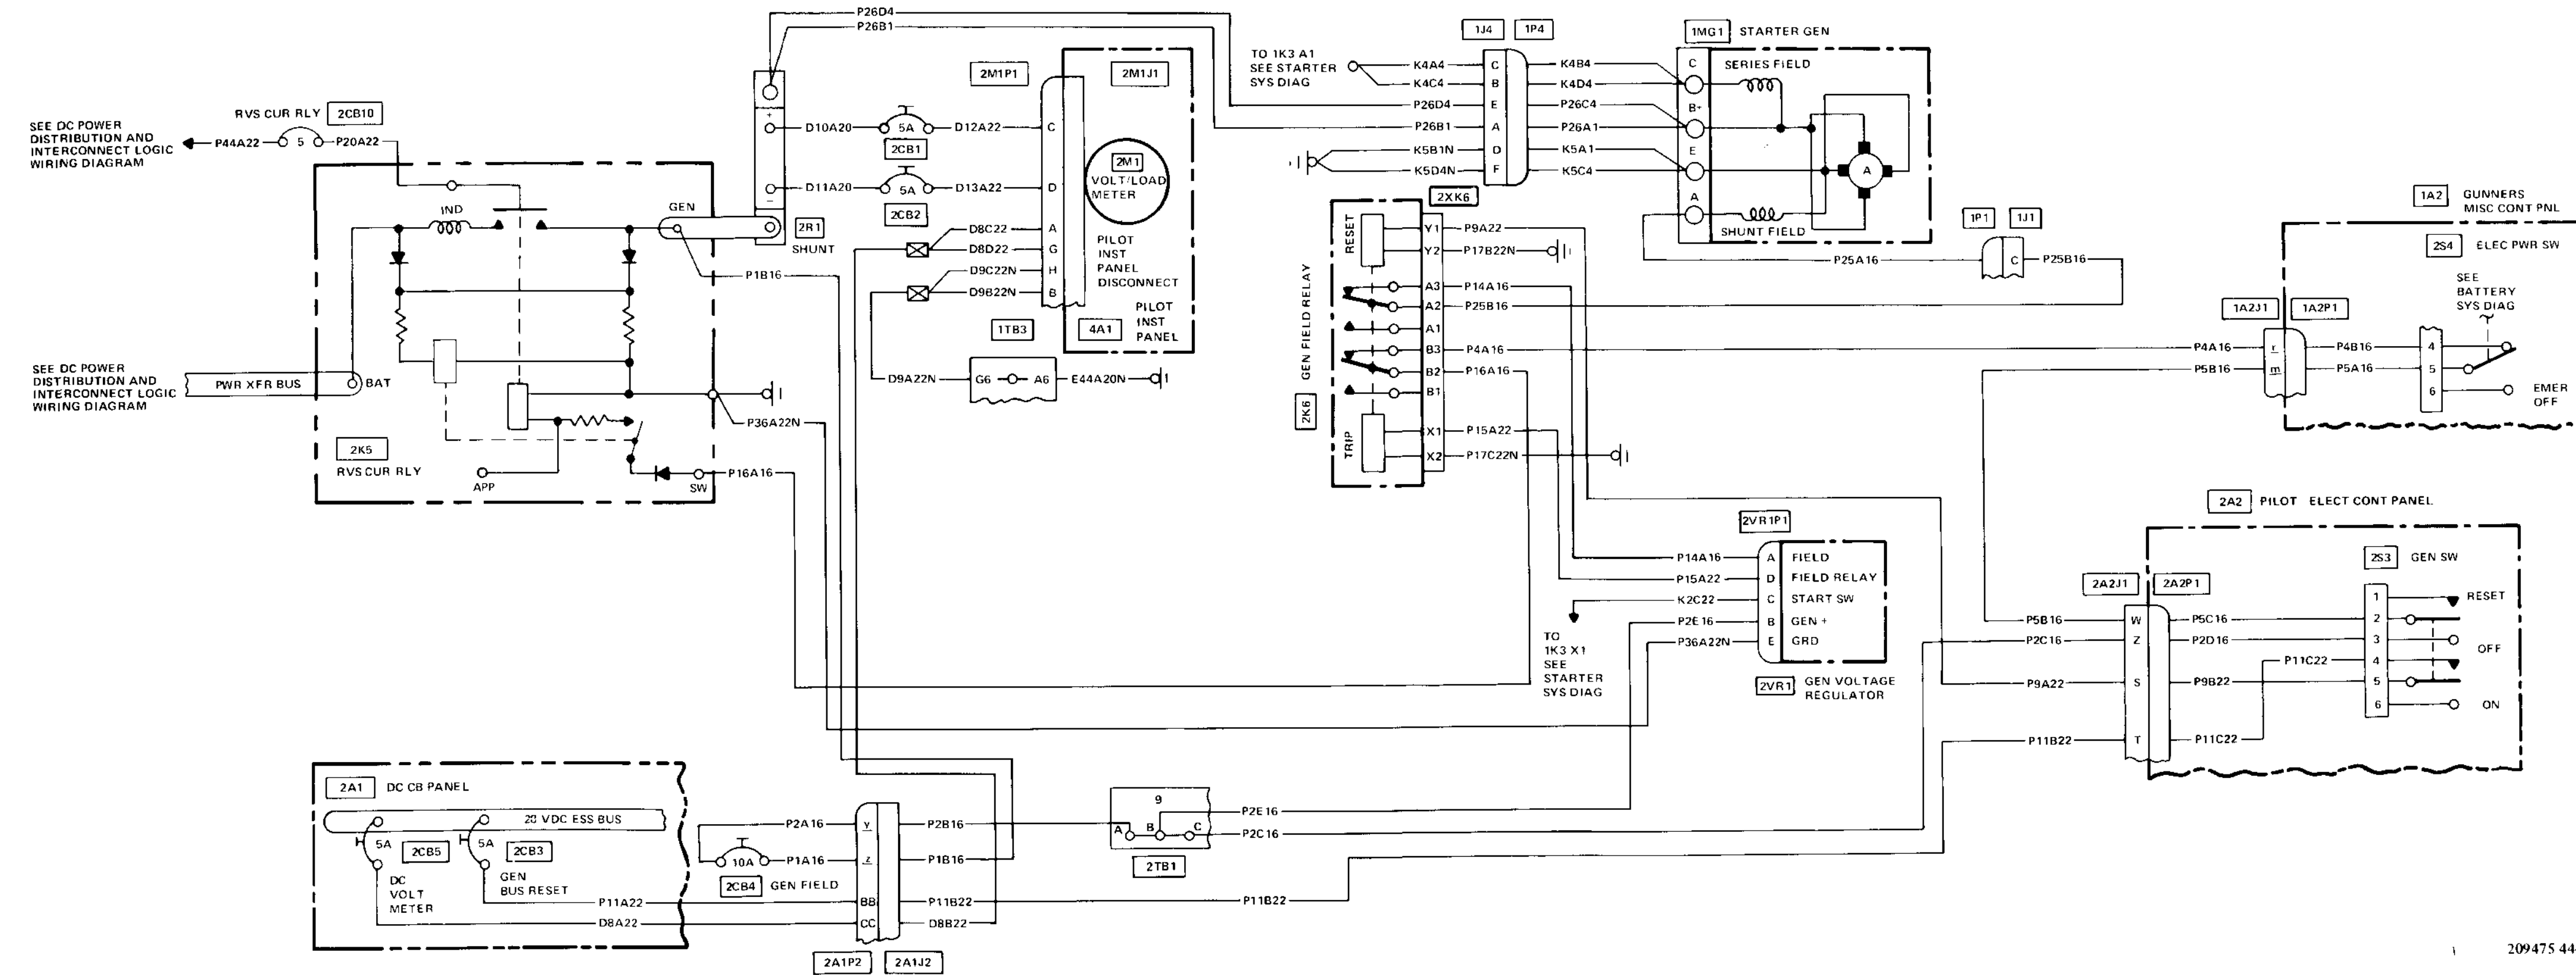 P26D4
P26B1
SEE DC POWER
DISTRIBUTION AND
INTERCONNECT LOGIC
WIRING DIAGRAM
RVS CUR RLY 2CB10
P44A22 5 P20A22
IND
GEN
+
D10A20 5A D12A22
2CB1
D11A20 5A D13A22
−
2CB2
2R1
SHUNT
P1B16
SEE DC POWER
DISTRIBUTION AND
INTERCONNECT LOGIC
WIRING DIAGRAM
PWR XFR BUS
BAT
P36A22N
2K5
RVS CUR RLY
APP
SW
P16A16
2M1P1
2M1J1
C
D
A
G
H
B
D8C22
D8D22
D9C22N
D9B22N
2M1
VOLT/LOAD
METER
PILOT
INST
PANEL
DISCONNECT
1TB3
4A1
PILOT
INST
PANEL
D9A22N G6 A6 E44A20N
TO 1K3 A1
SEE STARTER
SYS DIAG
1J4 1P4
K4A4 C K4B4
K4C4 B K4D4
P26D4 E P26C4
P26B1 A P26A1
K5B1N D K5A1
K5D4N F K5C4
1MG1 STARTER GEN
C
B+
E
A
SERIES FIELD
A
SHUNT FIELD
P25A16
1P1 1J1
C P25B16
2XK6
GEN FIELD RELAY
2K6
RESET
TRIP
Y1 P9A22
Y2 P17B22N
A3 P14A16
A2 P25B16
A1
B3 P4A16
B2 P16A16
B1
X1 P15A22
X2 P17C22N
1A2 GUNNERS
MISC CONT PNL
2S4 ELEC PWR SW
SEE
BATTERY
SYS DIAG
1A2J1 1A2P1
P4A16 r P4B16 4
P5B16 m P5A16 5
6 EMER
OFF
2VR1P1
P14A16 A FIELD
P15A22 D FIELD RELAY
K2C22 C START SW
P2E16 B GEN +
P36A22N E GRD
2VR1 GEN VOLTAGE
REGULATOR
TO
1K3 X1
SEE
STARTER
SYS DIAG
2A2 PILOT ELECT CONT PANEL
2S3 GEN SW
2A2J1 2A2P1
1 RESET
P5B16 W P5C16 2
P2C16 Z P2D16 3 OFF
P11C22 4
P9A22 S P9B22 5
6 ON
P11B22 T P11C22
2A1 DC CB PANEL
28 VDC ESS BUS
5A 2CB5
5A 2CB3
DC
VOLT
METER
GEN
BUS RESET
P11A22
D8A22
P2A16 y P2B16
10A P1A16 z P1B16
2CB4 GEN FIELD
BB P11B22
CC D8B22
2A1P2 2A1J2
9
A B C
P2E16
P2C16
2TB1
P11B22
209475 44